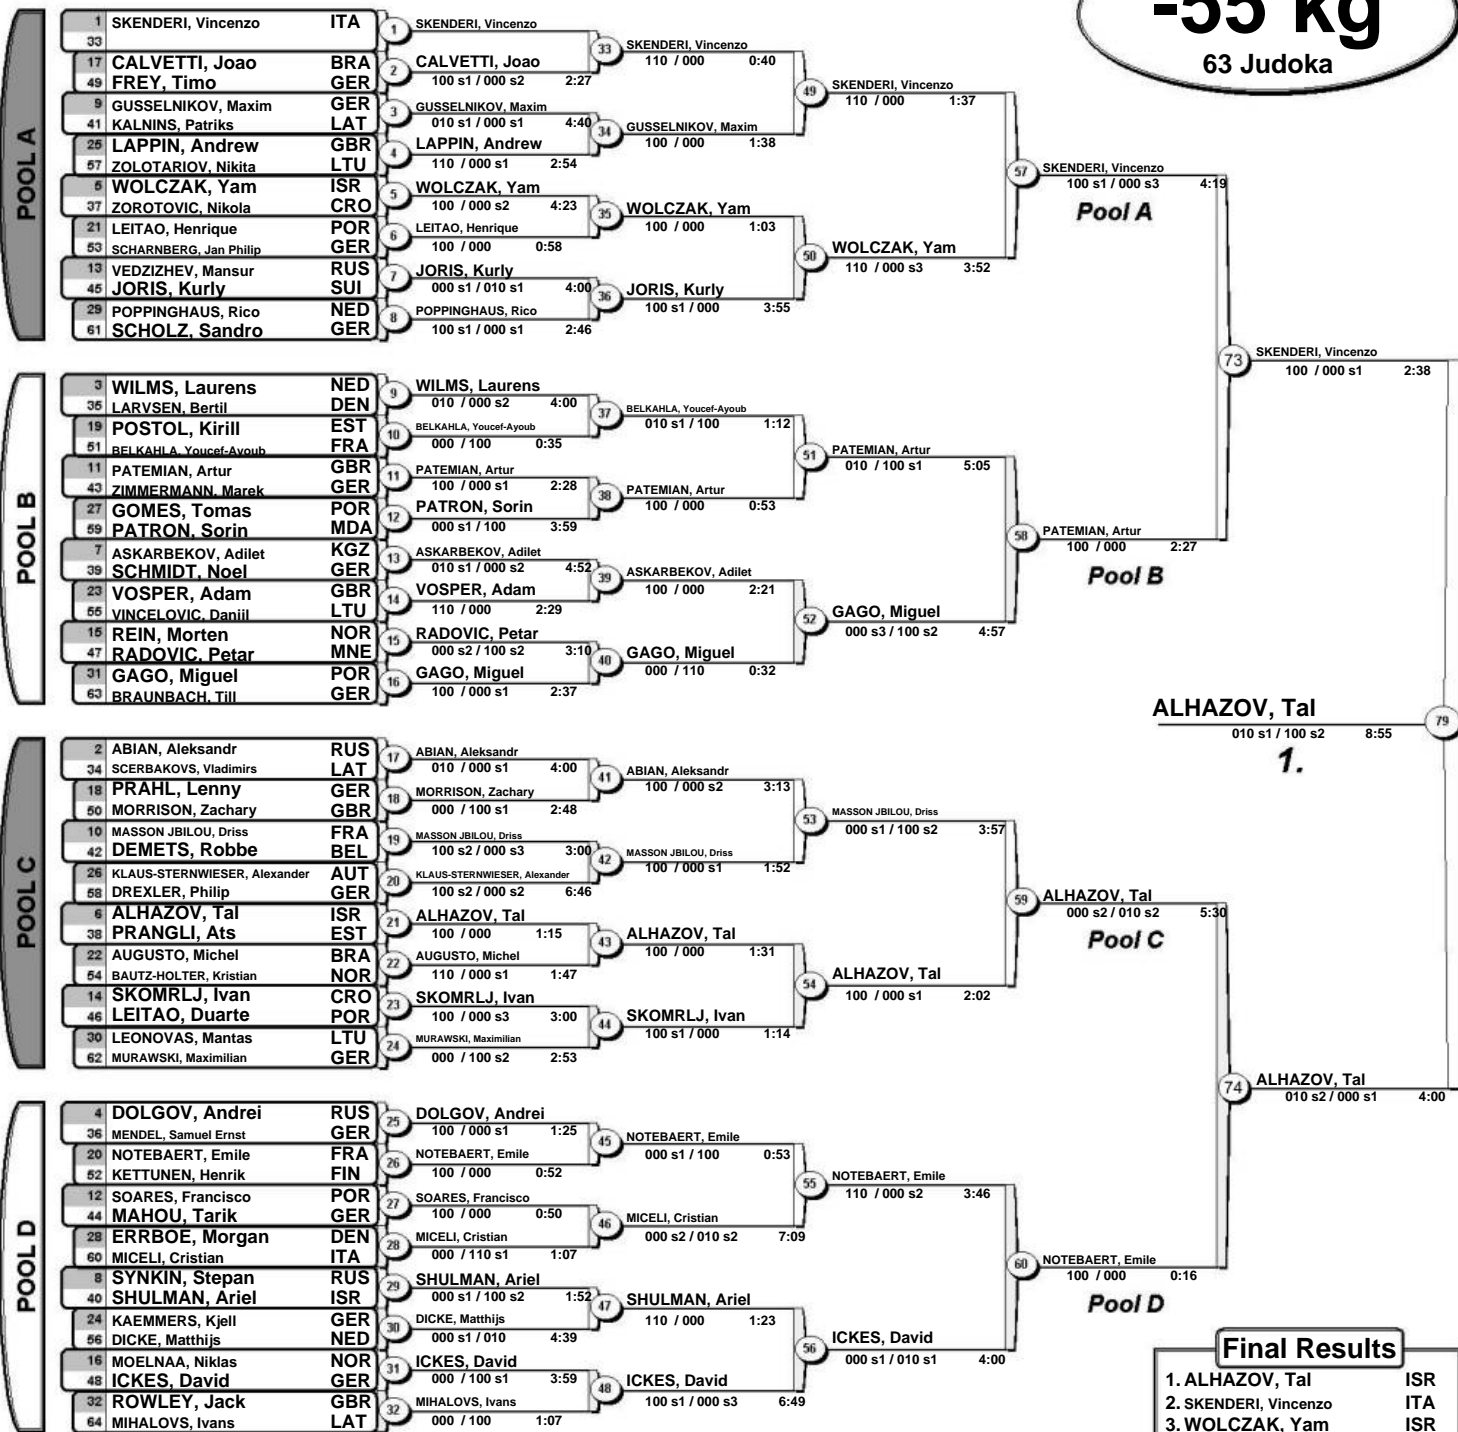 -55 kg
63 Judoka
POOL A
1 SKENDERI, Vincenzo ITA
33
17 CALVETTI, Joao BRA
49 FREY, Timo GER
9 GUSSELNIKOV, Maxim GER
41 KALNINS, Patriks LAT
25 LAPPIN, Andrew GBR
57 ZOLOTARIOV, Nikita LTU
5 WOLCZAK, Yam ISR
37 ZOROTOVIC, Nikola CRO
21 LEITAO, Henrique POR
53 SCHARNBERG, Jan Philip GER
13 VEDZIZHEV, Mansur RUS
45 JORIS, Kurly SUI
29 POPPINGHAUS, Rico NED
61 SCHOLZ, Sandro GER
1 SKENDERI, Vincenzo
2 CALVETTI, Joao
100 s1 / 000 s2 2:27
3 GUSSELNIKOV, Maxim
010 s1 / 000 s1 4:40
4 LAPPIN, Andrew
110 / 000 s1 2:54
5 WOLCZAK, Yam
100 / 000 s2 4:23
6 LEITAO, Henrique
100 / 000 0:58
7 JORIS, Kurly
000 s1 / 010 s1 4:00
8 POPPINGHAUS, Rico
100 s1 / 000 s1 2:46
33 SKENDERI, Vincenzo
110 / 000 0:40
34 GUSSELNIKOV, Maxim
100 / 000 1:38
35 WOLCZAK, Yam
100 / 000 1:03
36 JORIS, Kurly
100 s1 / 000 3:55
49 SKENDERI, Vincenzo
110 / 000 1:37
50 WOLCZAK, Yam
110 / 000 s3 3:52
57 SKENDERI, Vincenzo
100 s1 / 000 s3 4:19
Pool A
POOL B
3 WILMS, Laurens NED
35 LARVSEN, Bertil DEN
19 POSTOL, Kirill EST
51 BELKAHLA, Youcef-Ayoub FRA
11 PATEMIAN, Artur GBR
43 ZIMMERMANN, Marek GER
27 GOMES, Tomas POR
59 PATRON, Sorin MDA
7 ASKARBEKOV, Adilet KGZ
39 SCHMIDT, Noel GER
23 VOSPER, Adam GBR
55 VINCELOVIC, Daniil LTU
15 REIN, Morten NOR
47 RADOVIC, Petar MNE
31 GAGO, Miguel POR
63 BRAUNBACH, Till GER
9 WILMS, Laurens
010 / 000 s2 4:00
10 BELKAHLA, Youcef-Ayoub
000 / 100 0:35
11 PATEMIAN, Artur
100 / 000 s1 2:28
12 PATRON, Sorin
000 s1 / 100 3:59
13 ASKARBEKOV, Adilet
010 s1 / 000 s2 4:52
14 VOSPER, Adam
110 / 000 2:29
15 RADOVIC, Petar
000 s2 / 100 s2 3:10
16 GAGO, Miguel
100 / 000 s1 2:37
37 BELKAHLA, Youcef-Ayoub
010 s1 / 100 1:12
38 PATEMIAN, Artur
100 / 000 0:53
39 ASKARBEKOV, Adilet
100 / 000 2:21
40 GAGO, Miguel
000 / 110 0:32
51 PATEMIAN, Artur
010 / 100 s1 5:05
52 GAGO, Miguel
000 s3 / 100 s2 4:57
58 PATEMIAN, Artur
100 / 000 2:27
Pool B
73 SKENDERI, Vincenzo
100 / 000 s1 2:38
ALHAZOV, Tal 79
010 s1 / 100 s2 8:55
1.
POOL C
2 ABIAN, Aleksandr RUS
34 SCERBAKOVS, Vladimirs LAT
18 PRAHL, Lenny GER
50 MORRISON, Zachary GBR
10 MASSON JBILOU, Driss FRA
42 DEMETS, Robbe BEL
26 KLAUS-STERNWIESER, Alexander AUT
58 DREXLER, Philip GER
6 ALHAZOV, Tal ISR
38 PRANGLI, Ats EST
22 AUGUSTO, Michel BRA
54 BAUTZ-HOLTER, Kristian NOR
14 SKOMRLJ, Ivan CRO
46 LEITAO, Duarte POR
30 LEONOVAS, Mantas LTU
62 MURAWSKI, Maximilian GER
17 ABIAN, Aleksandr
010 / 000 s1 4:00
18 MORRISON, Zachary
000 / 100 s1 2:48
19 MASSON JBILOU, Driss
100 s2 / 000 s3 3:00
20 KLAUS-STERNWIESER, Alexander
100 s2 / 000 s2 6:46
21 ALHAZOV, Tal
100 / 000 1:15
22 AUGUSTO, Michel
110 / 000 s1 1:47
23 SKOMRLJ, Ivan
100 / 000 s3 3:00
24 MURAWSKI, Maximilian
000 / 100 s2 2:53
41 ABIAN, Aleksandr
100 / 000 s2 3:13
42 MASSON JBILOU, Driss
100 / 000 s1 1:52
43 ALHAZOV, Tal
100 / 000 1:31
44 SKOMRLJ, Ivan
100 s1 / 000 1:14
53 MASSON JBILOU, Driss
000 s1 / 100 s2 3:57
54 ALHAZOV, Tal
100 / 000 s1 2:02
59 ALHAZOV, Tal
000 s2 / 010 s2 5:30
Pool C
POOL D
4 DOLGOV, Andrei RUS
36 MENDEL, Samuel Ernst GER
20 NOTEBAERT, Emile FRA
52 KETTUNEN, Henrik FIN
12 SOARES, Francisco POR
44 MAHOU, Tarik GER
28 ERRBOE, Morgan DEN
60 MICELI, Cristian ITA
8 SYNKIN, Stepan RUS
40 SHULMAN, Ariel ISR
24 KAEMMERS, Kjell GER
56 DICKE, Matthijs NED
16 MOELNAA, Niklas NOR
48 ICKES, David GER
32 ROWLEY, Jack GBR
64 MIHALOVS, Ivans LAT
25 DOLGOV, Andrei
100 / 000 s1 1:25
26 NOTEBAERT, Emile
100 / 000 0:52
27 SOARES, Francisco
100 / 000 0:50
28 MICELI, Cristian
000 / 110 s1 1:07
29 SHULMAN, Ariel
000 s1 / 100 s2 1:52
30 DICKE, Matthijs
000 s1 / 010 4:39
31 ICKES, David
000 / 100 s1 3:59
32 MIHALOVS, Ivans
000 / 100 1:07
45 NOTEBAERT, Emile
000 s1 / 100 0:53
46 MICELI, Cristian
000 s2 / 010 s2 7:09
47 SHULMAN, Ariel
110 / 000 1:23
48 ICKES, David
100 s1 / 000 s3 6:49
55 NOTEBAERT, Emile
110 / 000 s2 3:46
56 ICKES, David
000 s1 / 010 s1 4:00
60 NOTEBAERT, Emile
100 / 000 0:16
Pool D
74 ALHAZOV, Tal
010 s2 / 000 s1 4:00
Final Results
1. ALHAZOV, Tal ISR
2. SKENDERI, Vincenzo ITA
3. WOLCZAK, Yam ISR